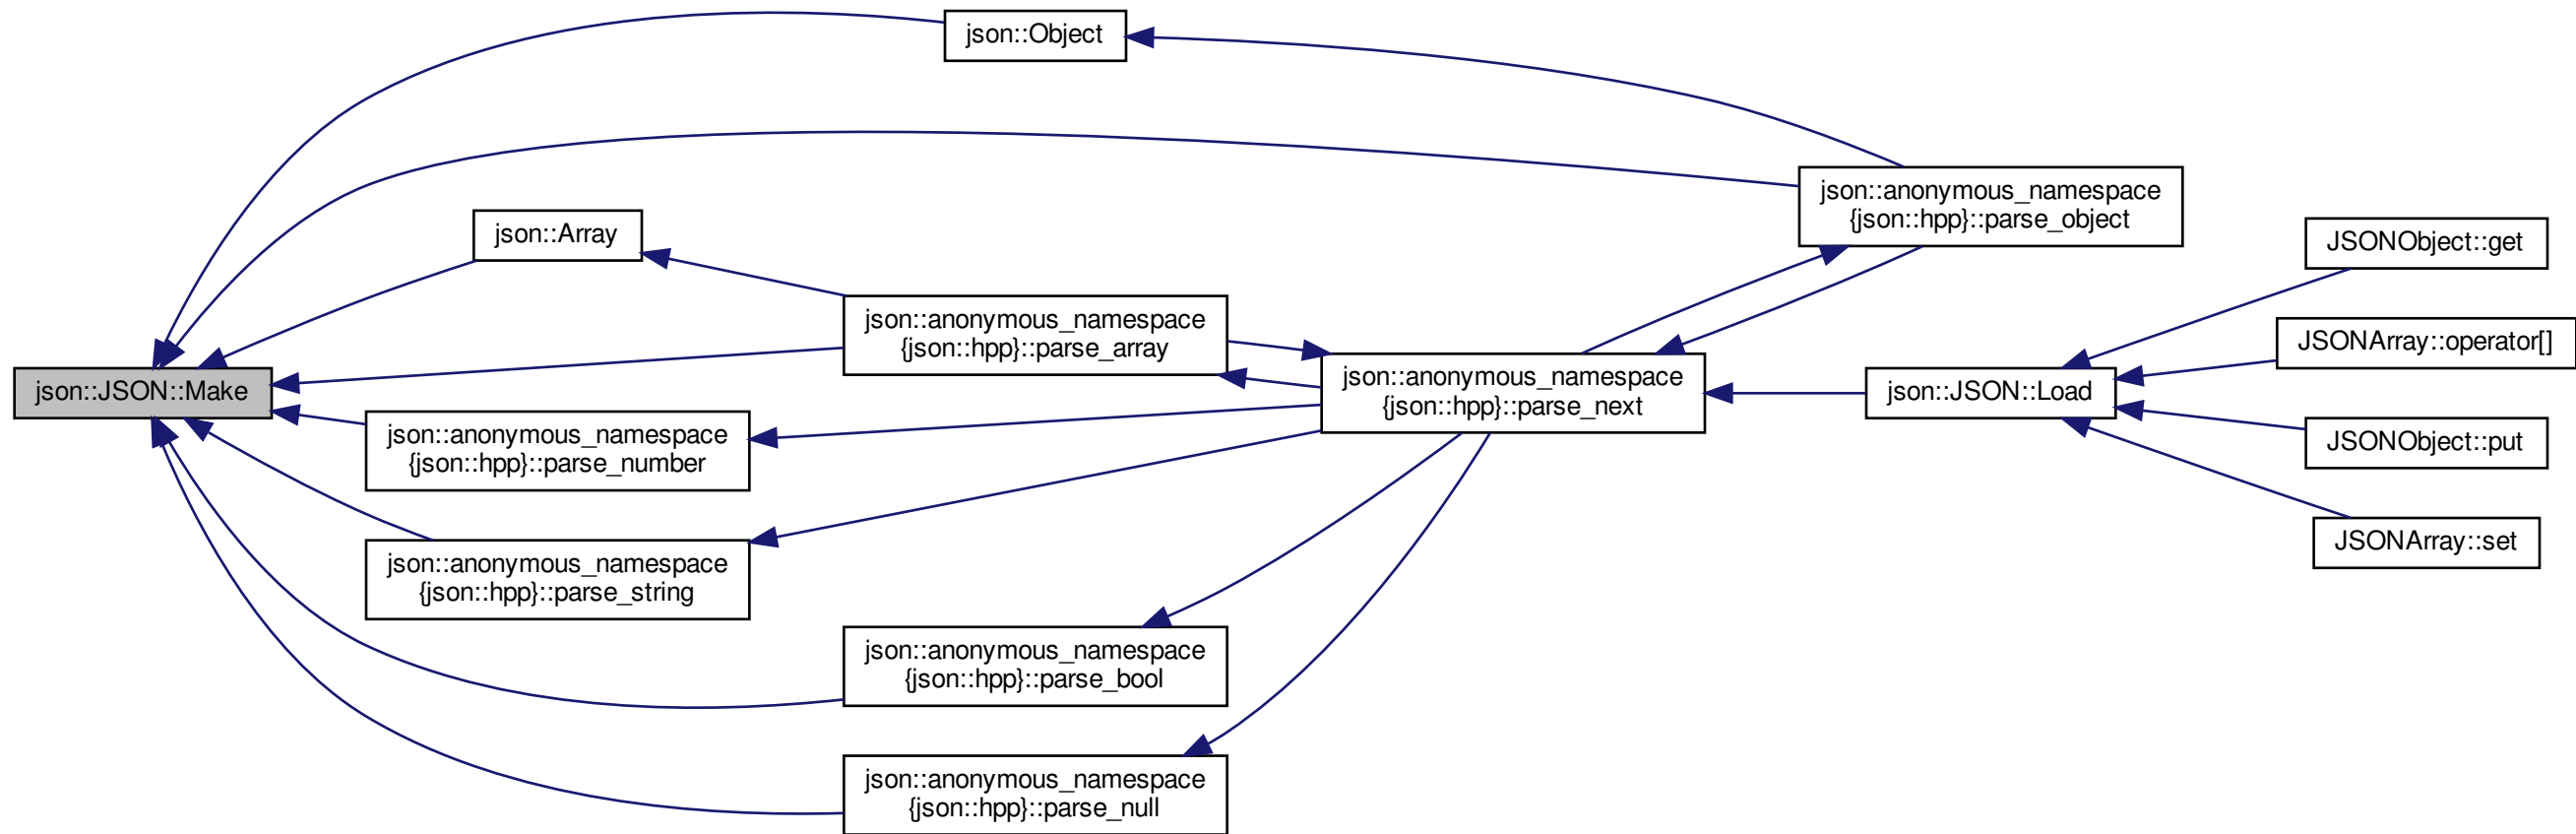 json::Object
json::anonymous_namespace
{json::hpp}::parse_object
json::Array
JSONObject::get
json::anonymous_namespace
{json::hpp}::parse_array
JSONArray::operator[]
json::JSON::Make
json::anonymous_namespace
{json::hpp}::parse_next
json::JSON::Load
json::anonymous_namespace
{json::hpp}::parse_number
JSONObject::put
json::anonymous_namespace
{json::hpp}::parse_string
JSONArray::set
json::anonymous_namespace
{json::hpp}::parse_bool
json::anonymous_namespace
{json::hpp}::parse_null